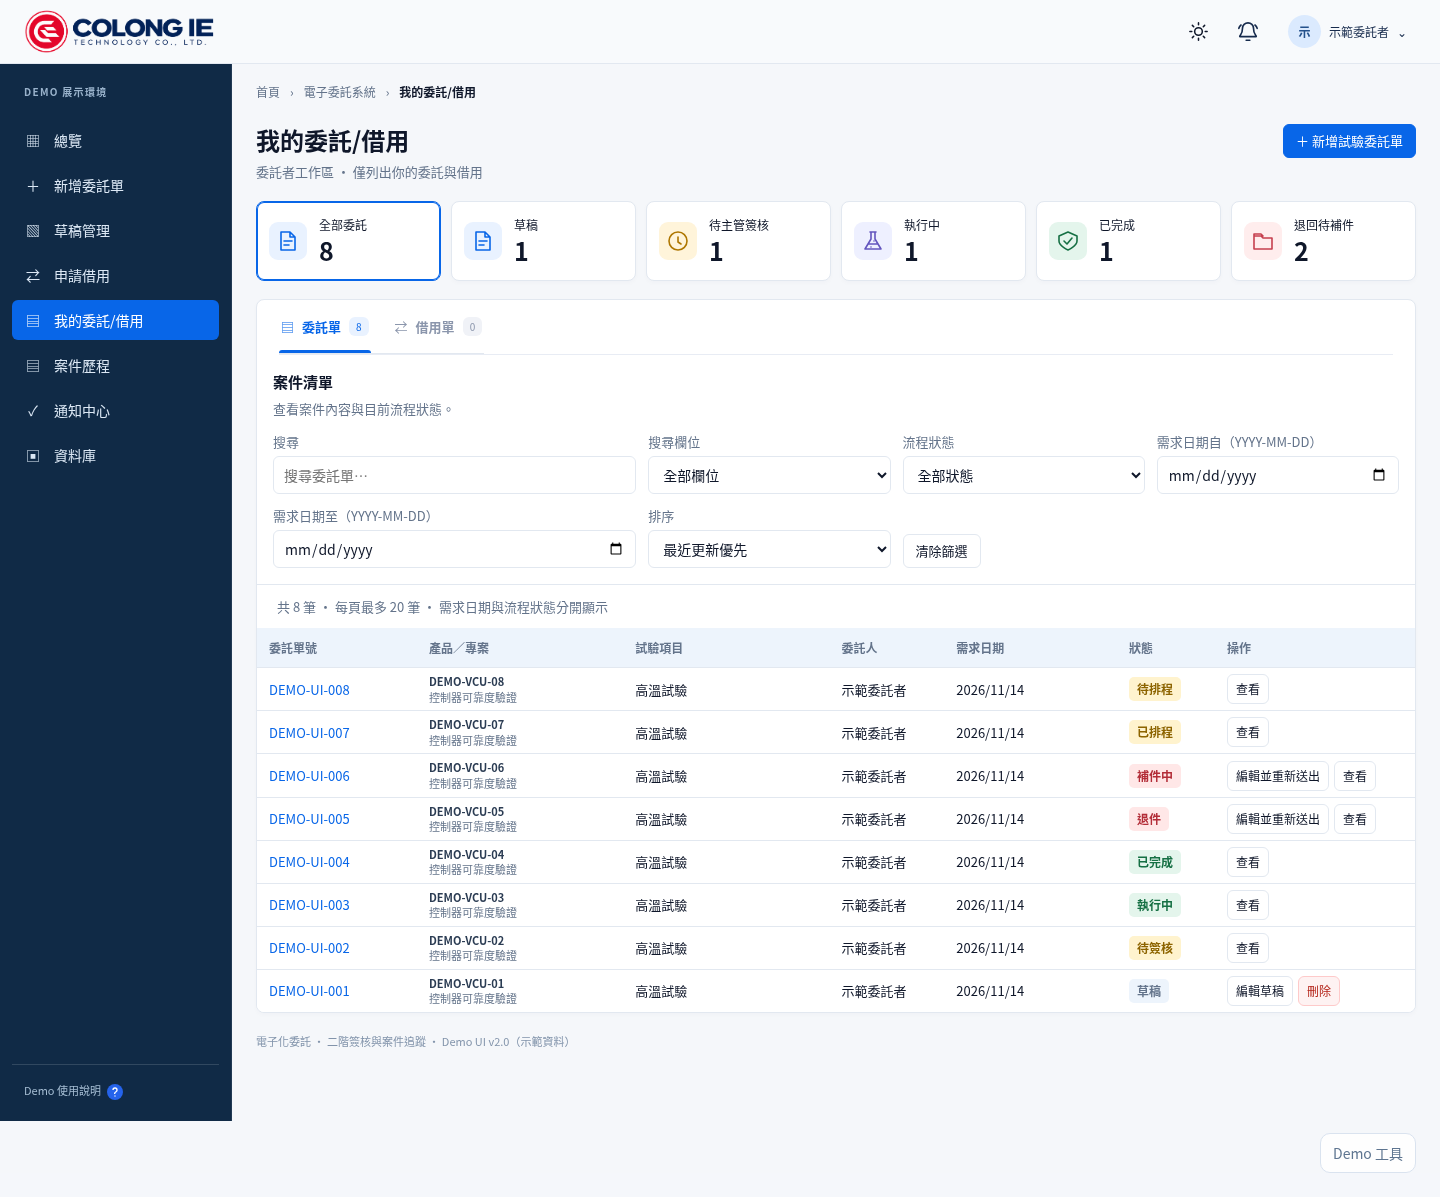 COLONG IE
TECHNOLOGY CO., LTD.
示 示範委託者
DEMO 展示環境
總覽
新增委託單
草稿管理
申請借用
我的委託/借用
案件歷程
通知中心
資料庫
Demo 使用說明 ?
首頁 › 電子委託系統 › 我的委託/借用
我的委託/借用
委託者工作區 • 僅列出你的委託與借用
＋ 新增試驗委託單
全部委託
8
草稿
1
待主管簽核
1
執行中
1
已完成
1
退回待補件
2
委託單 8
借用單 0
案件清單
查看案件內容與目前流程狀態。
搜尋
搜尋欄位
流程狀態
需求日期自（YYYY-MM-DD）
搜尋委託單⋯
全部欄位
全部狀態
mm/dd/yyyy
需求日期至（YYYY-MM-DD）
排序
mm/dd/yyyy
最近更新優先
清除篩選
共 8 筆 • 每頁最多 20 筆 • 需求日期與流程狀態分開顯示
委託單號 產品／專案 試驗項目 委託人 需求日期 狀態 操作
DEMO-UI-008 DEMO-VCU-08 控制器可靠度驗證 高溫試驗 示範委託者 2026/11/14 待排程 查看
DEMO-UI-007 DEMO-VCU-07 控制器可靠度驗證 高溫試驗 示範委託者 2026/11/14 已排程 查看
DEMO-UI-006 DEMO-VCU-06 控制器可靠度驗證 高溫試驗 示範委託者 2026/11/14 補件中 編輯並重新送出 查看
DEMO-UI-005 DEMO-VCU-05 控制器可靠度驗證 高溫試驗 示範委託者 2026/11/14 退件 編輯並重新送出 查看
DEMO-UI-004 DEMO-VCU-04 控制器可靠度驗證 高溫試驗 示範委託者 2026/11/14 已完成 查看
DEMO-UI-003 DEMO-VCU-03 控制器可靠度驗證 高溫試驗 示範委託者 2026/11/14 執行中 查看
DEMO-UI-002 DEMO-VCU-02 控制器可靠度驗證 高溫試驗 示範委託者 2026/11/14 待簽核 查看
DEMO-UI-001 DEMO-VCU-01 控制器可靠度驗證 高溫試驗 示範委託者 2026/11/14 草稿 編輯草稿 刪除
電子化委託 • 二階簽核與案件追蹤 • Demo UI v2.0（示範資料）
Demo 工具